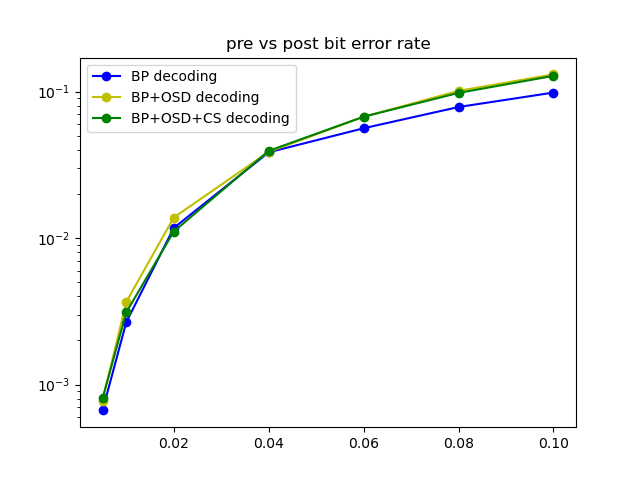 pre vs post bit error rate
BP decoding
BP+OSD decoding
BP+OSD+CS decoding
10⁻¹
10⁻²
10⁻³
0.02 0.04 0.06 0.08 0.10